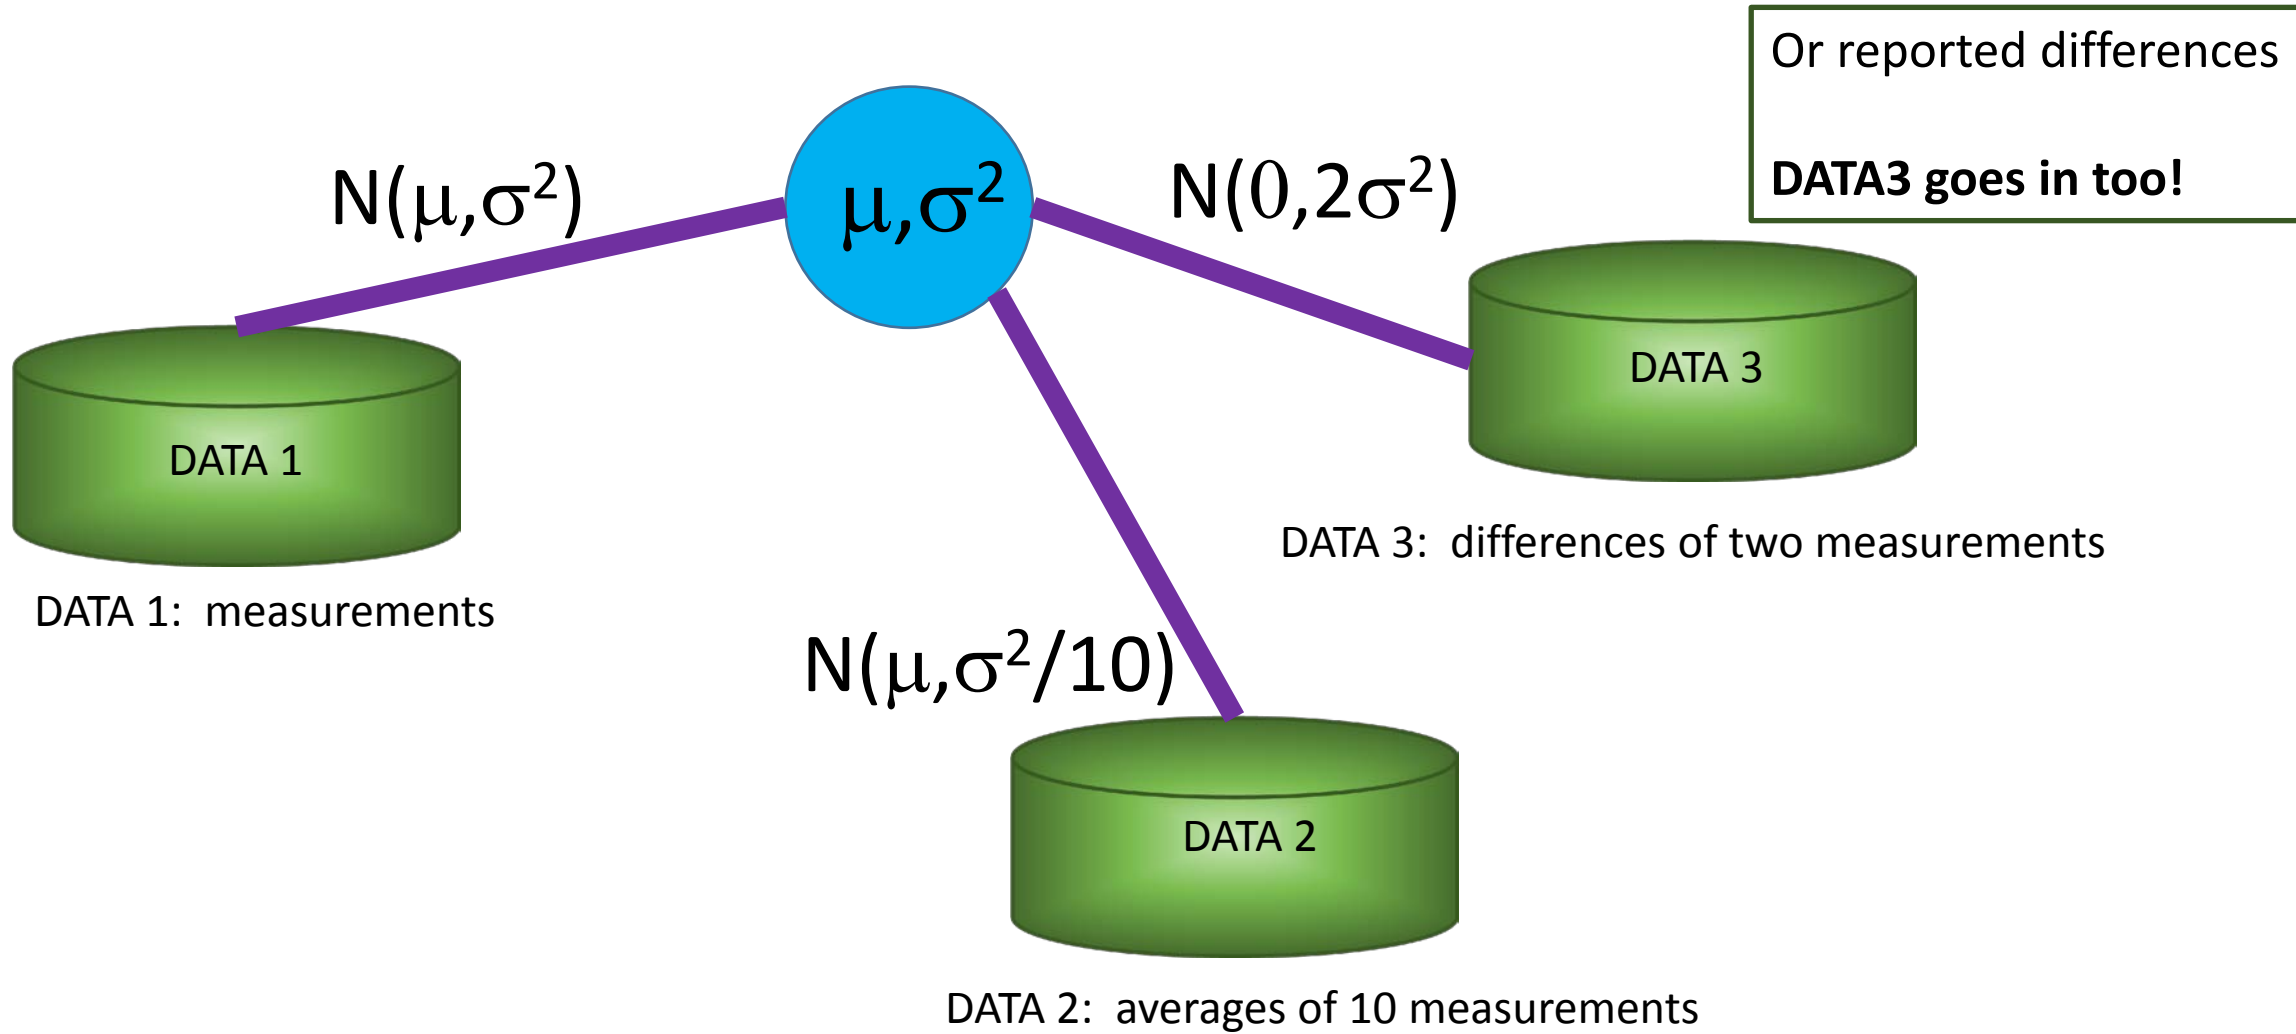 Or reported differences
DATA3 goes in too!
N(μ,σ²)
μ,σ²
N(0,2σ²)
DATA 1
DATA 3
DATA 1: measurements
DATA 3: differences of two measurements
N(μ,σ²/10)
DATA 2
DATA 2: averages of 10 measurements